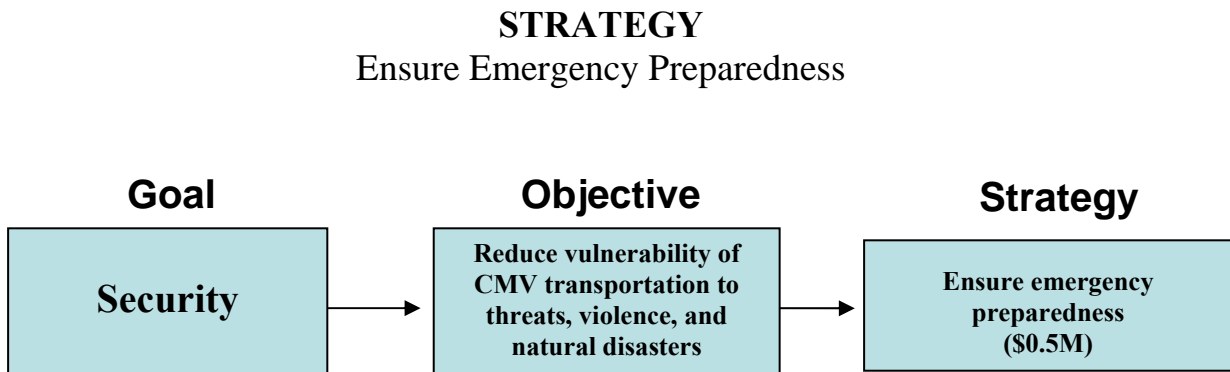 STRATEGY
Ensure Emergency Preparedness
Goal
Objective
Strategy
Security
Reduce vulnerability of
CMV transportation to
threats, violence, and
natural disasters
Ensure emergency
preparedness
($0.5M)